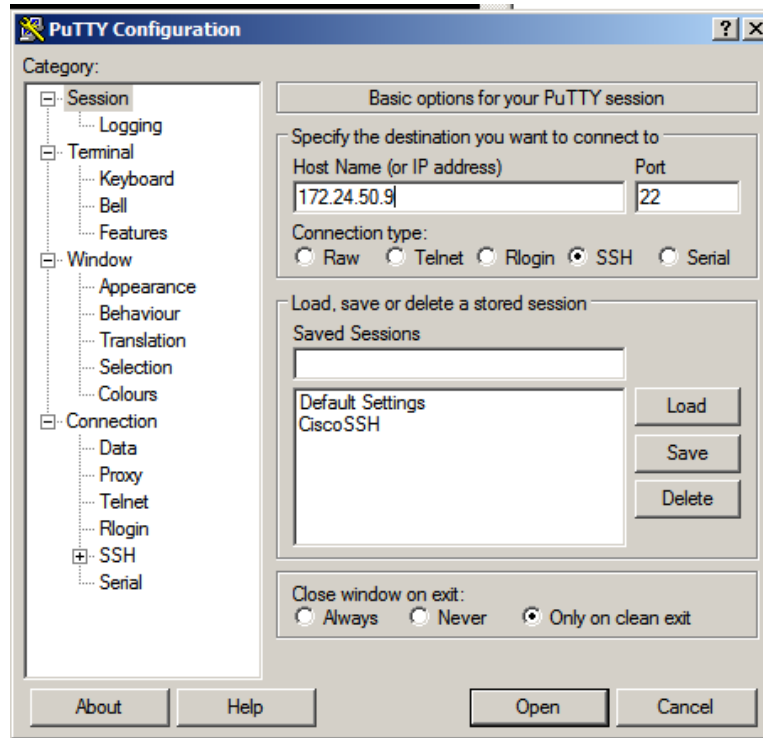 PuTTY Configuration
Category:
Session
Logging
Terminal
Keyboard
Bell
Features
Window
Appearance
Behaviour
Translation
Selection
Colours
Connection
Data
Proxy
Telnet
Rlogin
SSH
Serial
Basic options for your PuTTY session
Specify the destination you want to connect to
Host Name (or IP address) Port
172.24.50.9 22
Connection type:
Raw Telnet Rlogin SSH Serial
Load, save or delete a stored session
Saved Sessions
Default Settings
CiscoSSH
Load
Save
Delete
Close window on exit:
Always Never Only on clean exit
About Help Open Cancel